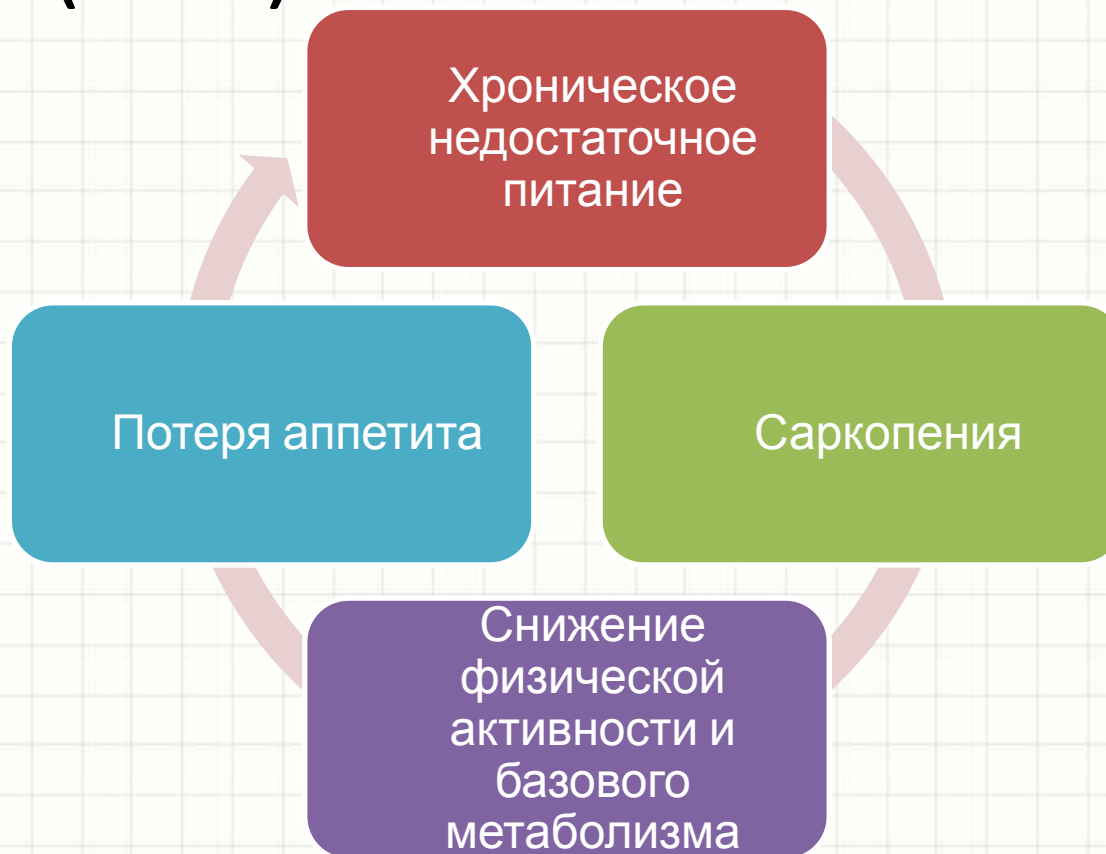 Хроническое
недостаточное
питание
Потеря аппетита
Саркопения
Снижение
физической
активности и
базового
метаболизма